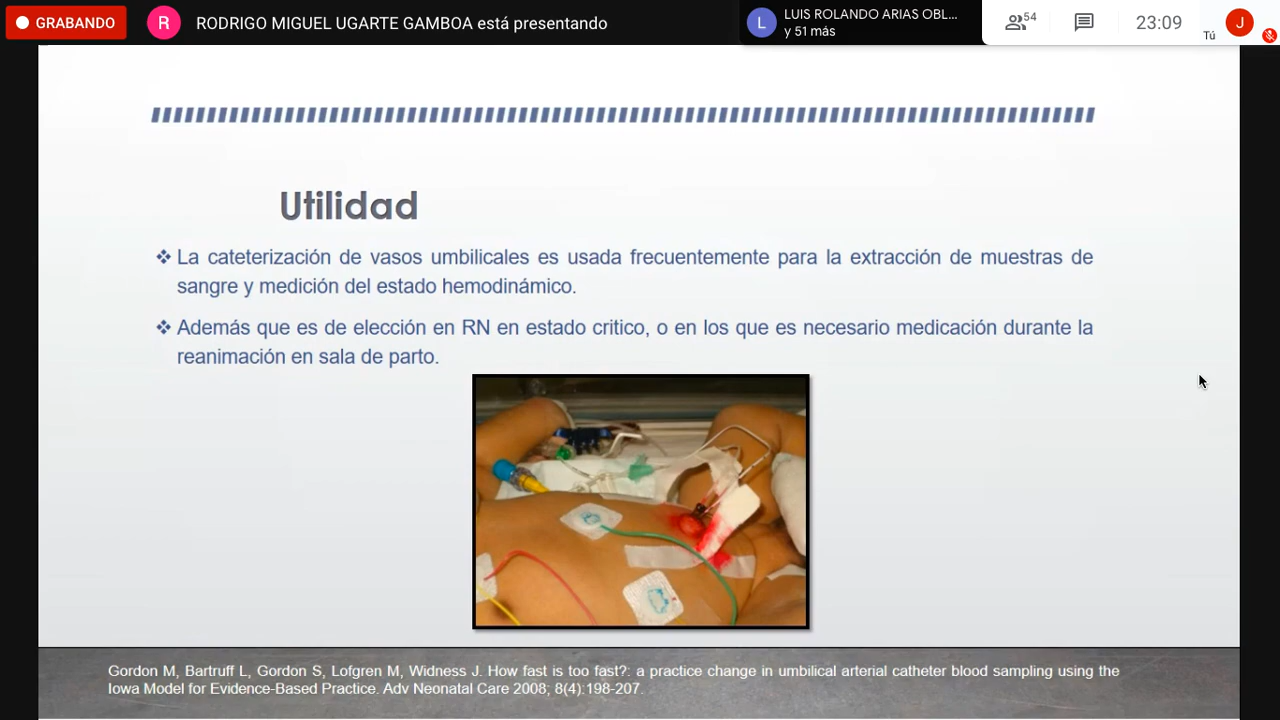 GRABANDO
R
RODRIGO MIGUEL UGARTE GAMBOA está presentando
L
LUIS ROLANDO ARIAS OBL...
y 51 más
54
23:09
Tú
J
Utilidad
La cateterización de vasos umbilicales es usada frecuentemente para la extracción de muestras de
sangre y medición del estado hemodinámico.
Además que es de elección en RN en estado critico, o en los que es necesario medicación durante la
reanimación en sala de parto.
Gordon M, Bartruff L, Gordon S, Lofgren M, Widness J. How fast is too fast?: a practice change in umbilical arterial catheter blood sampling using the
Iowa Model for Evidence-Based Practice. Adv Neonatal Care 2008; 8(4):198-207.